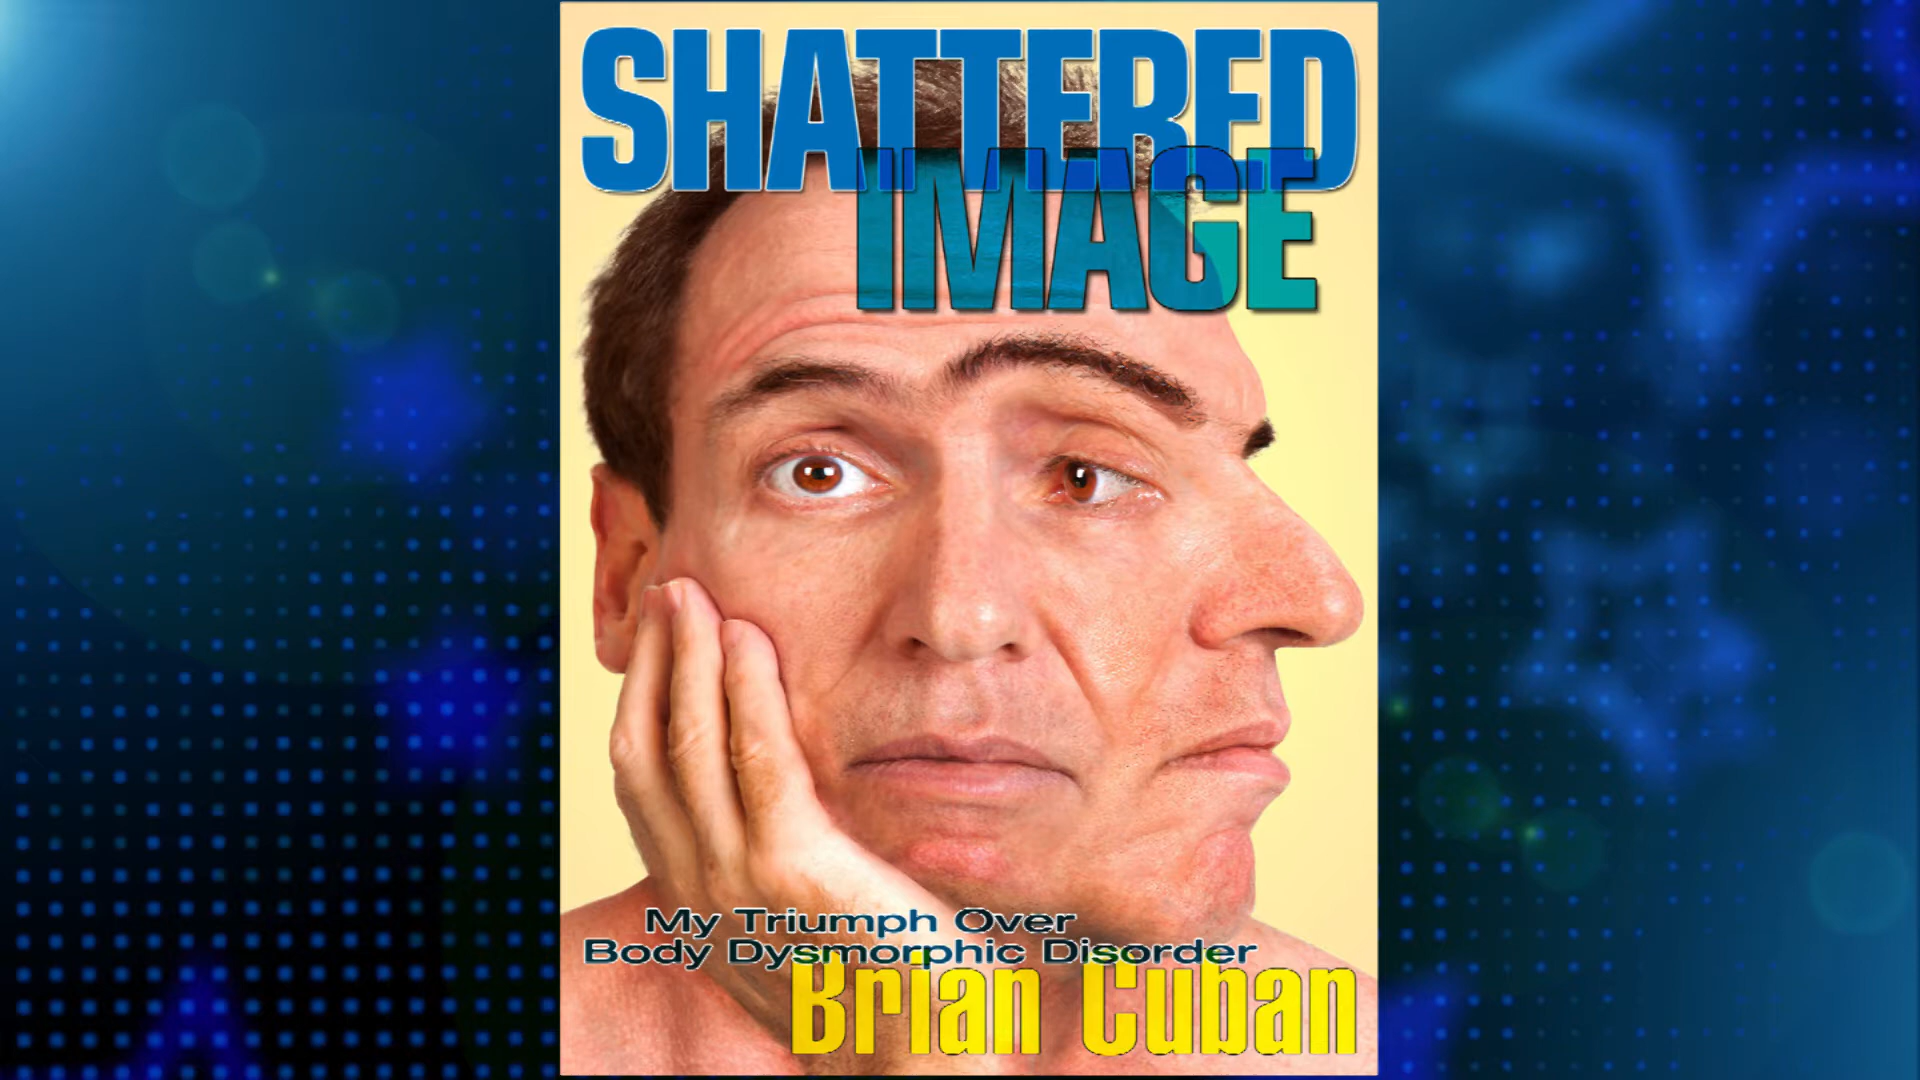 SHATTERED
IMAGE
My Triumph Over
Body Dysmorphic Disorder
Brian Cuban